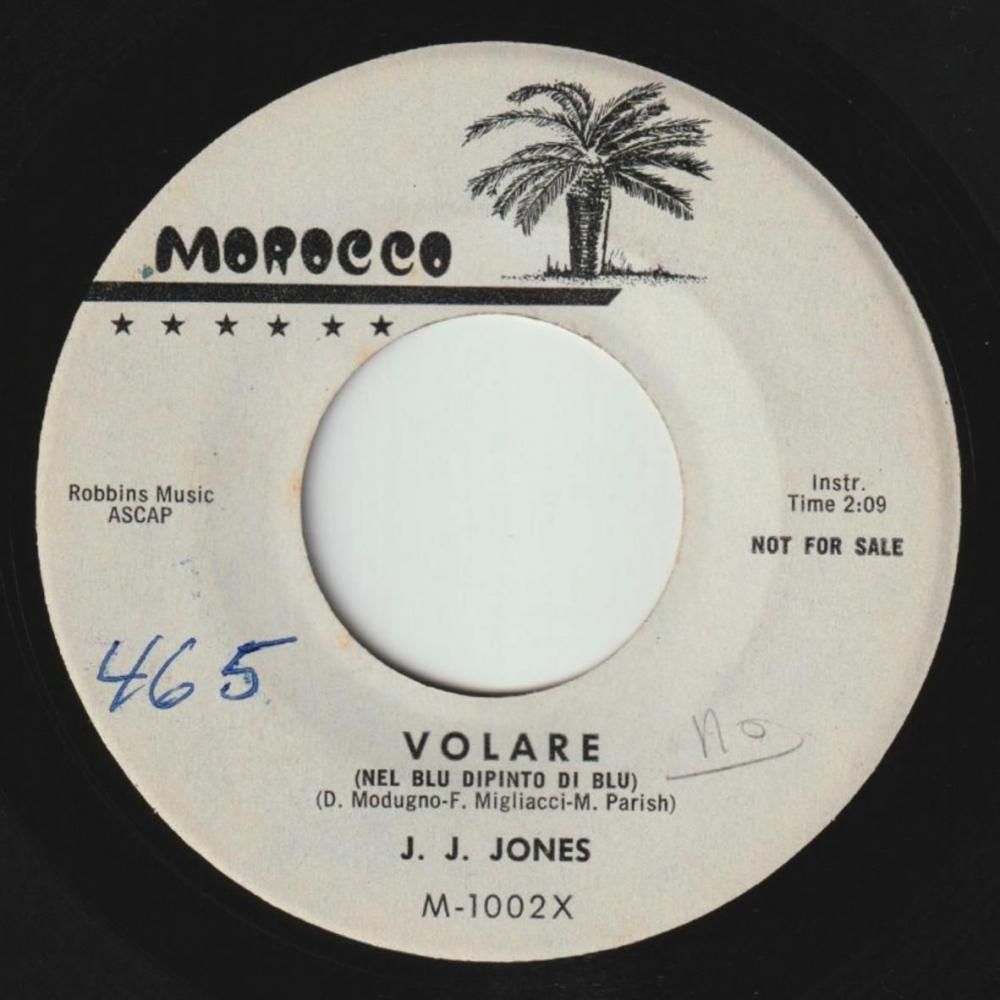 MOROCCO
★ ★ ★ ★ ★ ★
Robbins Music
ASCAP
Instr.
Time 2:09
NOT FOR SALE
465
No
VOLARE
(NEL BLU DIPINTO DI BLU)
(D. Modugno-F. Migliacci-M. Parish)
J. J. JONES
M-1002X